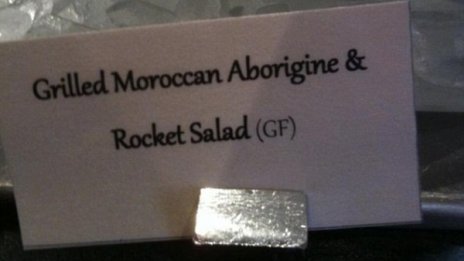 Grilled Moroccan Aborigine &
Rocket Salad (GF)